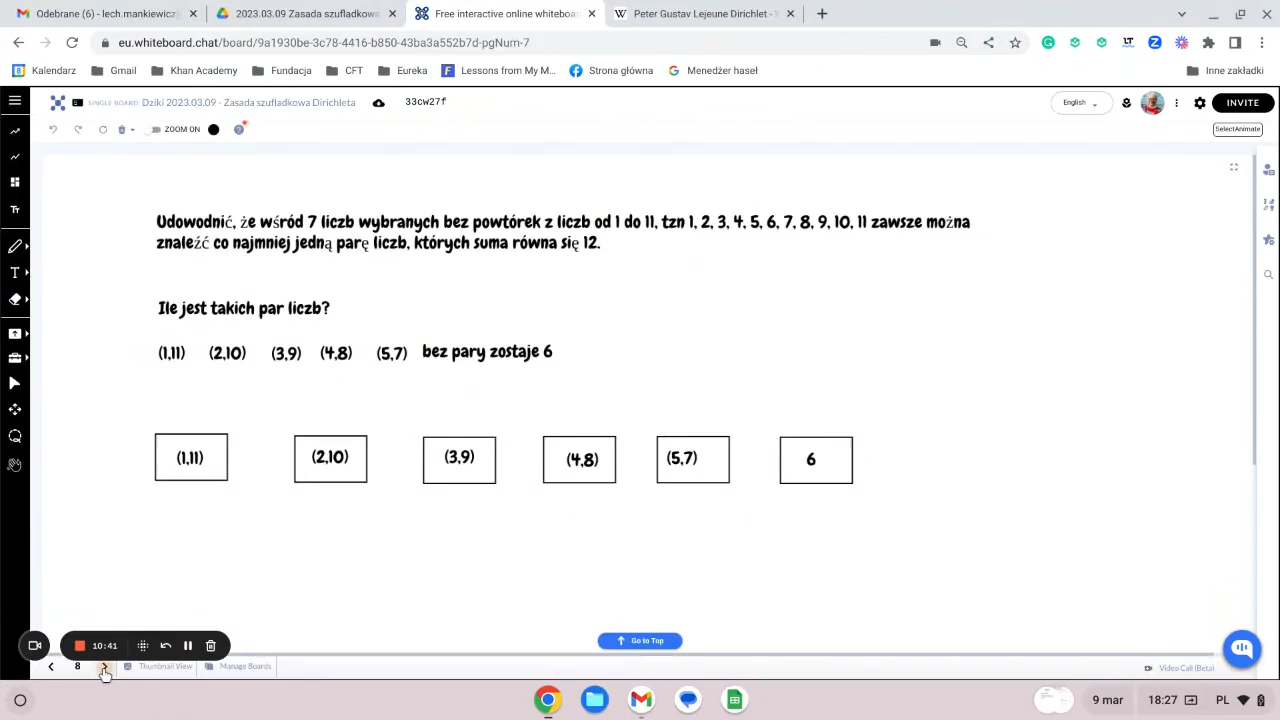 Odebrane (6) - lech.mankiewicz@
2023.03.09 Zasada szufladkowa
Free interactive online whiteboar
Peter Gustav Lejeune Dirichlet -
eu.whiteboard.chat/board/9a1930be-3c78-4416-b850-43ba3a552b7d-pgNum-7
Kalendarz
Gmail
Khan Academy
Fundacja
CFT
Eureka
Lessons from My M...
Strona główna
Menedżer haseł
Inne zakładki
SINGLE BOARD
Dziki 2023.03.09 - Zasada szufladkowa Dirichleta
33cw27f
English
INVITE
ZOOM ON
SelectAnimate
Udowodnić, że wśród 7 liczb wybranych bez powtórek z liczb od 1 do 11, tzn 1, 2, 3, 4, 5, 6, 7, 8, 9, 10, 11 zawsze można
znaleźć co najmniej jedną parę liczb, których suma równa się 12.
Ile jest takich par liczb?
(1,11) (2,10) (3,9) (4,8) (5,7) bez pary zostaje 6
(1,11) (2,10) (3,9) (4,8) (5,7) 6
Go to Top
10:41
8
Thumbnail View
Manage Boards
Video Call (Beta)
9 mar
PL